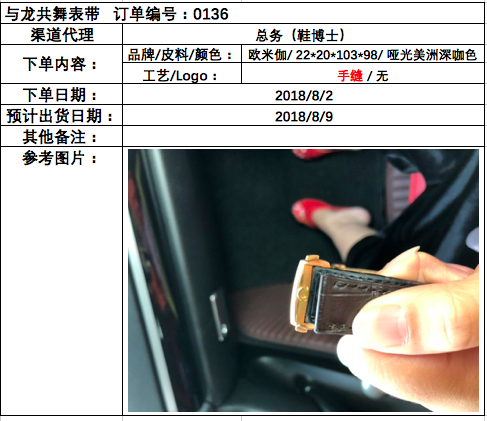 与龙共舞表带 订单编号：0136
渠道代理
总务（鞋博士）
下单内容：
品牌/皮料/颜色：
欧米伽/ 22*20*103*98/ 哑光美洲深咖色
工艺/Logo：
手缝 / 无
下单日期：
2018/8/2
预计出货日期：
2018/8/9
其他备注：
参考图片：